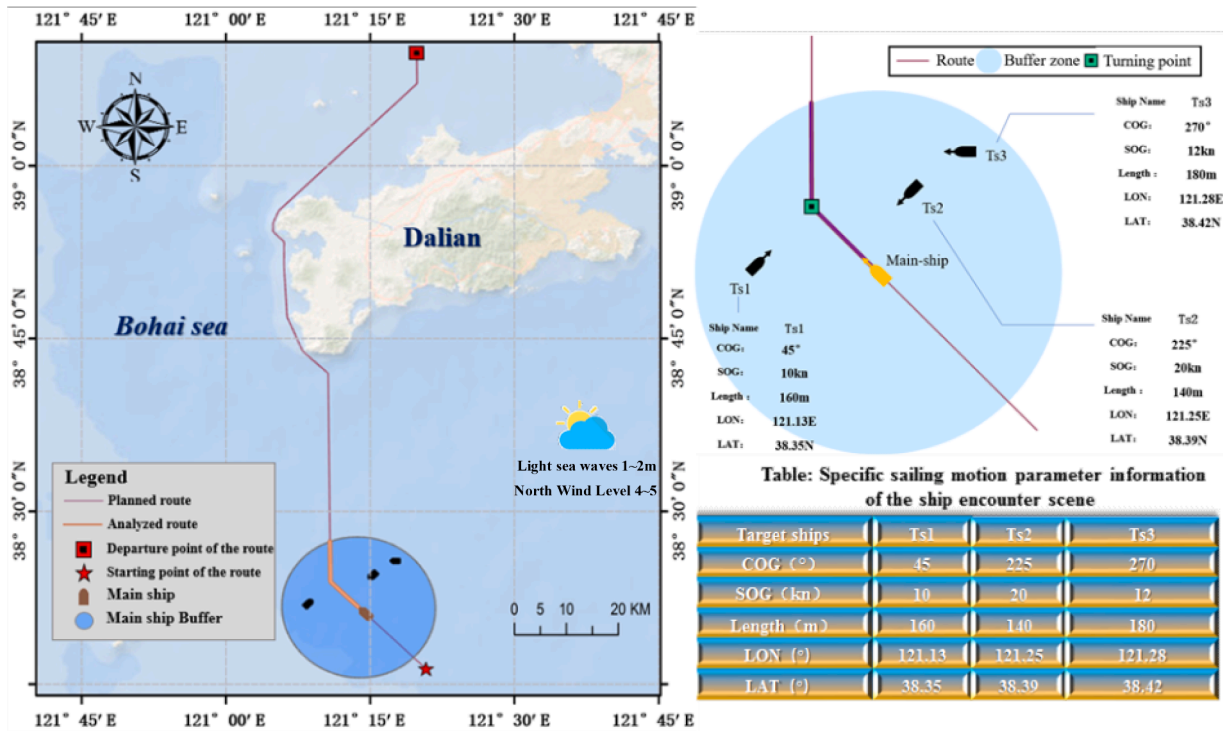 121° 45′ E 121° 00′ E 121° 15′ E 121° 30′ E 121° 45′ E
N
W E
S
39° 0′ 0″N
38° 45′ 0″N
38° 30′ 0″N
Dalian
Bohai sea
Light sea waves 1~2m
North Wind Level 4~5
Legend
Planned route
Analyzed route
Departure point of the route
Starting point of the route
Main ship
Main ship Buffer
0 5 10 20 KM
39° 0′ 0″N
38° 45′ 0″N
38° 30′ 0″N
121° 45′ E 121° 00′ E 121° 15′ E 121° 30′ E 121° 45′ E
Route Buffer zone Turning point
Ts3
Ts2
Main-ship
Ts1
Ship Name Ts3
COG: 270°
SOG: 12kn
Length : 180m
LON: 121.28E
LAT: 38.42N
Ship Name Ts1
COG: 45°
SOG: 10kn
Length : 160m
LON: 121.13E
LAT: 38.35N
Ship Name Ts2
COG: 225°
SOG: 20kn
Length : 140m
LON: 121.25E
LAT: 38.39N
Table: Specific sailing motion parameter information
of the ship encounter scene
Target ships Ts1 Ts2 Ts3
COG (°) 45 225 270
SOG (kn) 10 20 12
Length (m) 160 140 180
LON (°) 121.13 121.25 121.28
LAT (°) 38.35 38.39 38.42